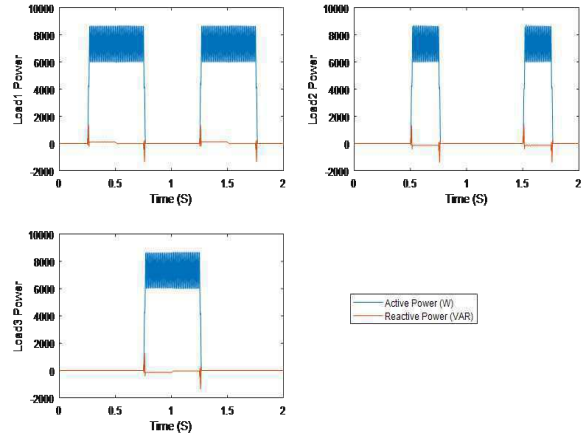 Load1 Power
10000
8000
6000
4000
2000
0
-2000
0 0.5 1 1.5 2
Time (S)
Load2 Power
10000
8000
6000
4000
2000
0
-2000
0 0.5 1 1.5 2
Time (S)
Load3 Power
10000
8000
6000
4000
2000
0
-2000
0 0.5 1 1.5 2
Time (S)
Active Power (W)
Reactive Power (VAR)